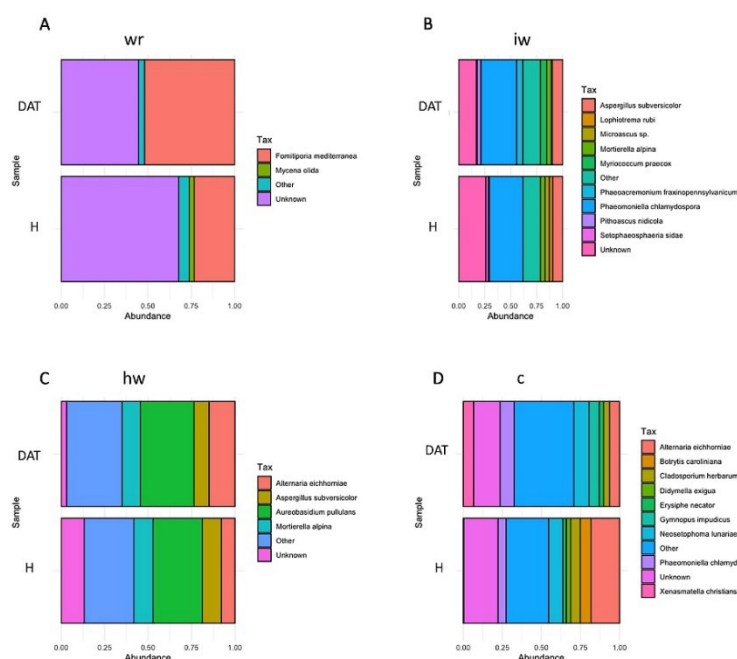 A
wr
DAT
H
Sample
0.00 0.25 0.50 0.75 1.00
Abundance
Tax
Fomitiporia mediterranea
Mycena olida
Other
Unknown
B
iw
DAT
H
Sample
0.00 0.25 0.50 0.75 1.00
Abundance
Tax
Aspergillus subversicolor
Lophiotrema rubi
Microascus sp.
Mortierella alpina
Myriococcum praecox
Other
Phaeoacremonium fraxinopennsylvanicum
Phaeomoniella chlamydospora
Pithoascus nidicola
Setophaeosphaeria sidae
Unknown
C
hw
DAT
H
Sample
0.00 0.25 0.50 0.75 1.00
Abundance
Tax
Alternaria eichhorniae
Aspergillus subversicolor
Aureobasidium pullulans
Mortierella alpina
Other
Unknown
D
c
DAT
H
Sample
0.00 0.25 0.50 0.75 1.00
Abundance
Tax
Alternaria eichhorniae
Botrytis caroliniana
Cladosporium herbarum
Didymella exigua
Erysiphe necator
Gymnopus impudicus
Neosetophoma lunariae
Other
Phaeomoniella chlamyd
Unknown
Xenasmatella christians